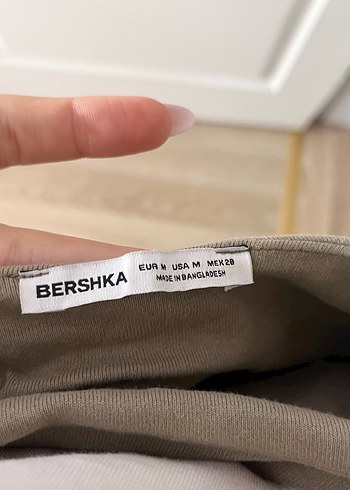 BERSHKA
EUR M USA M MEX 28
MADE IN BANGLADESH